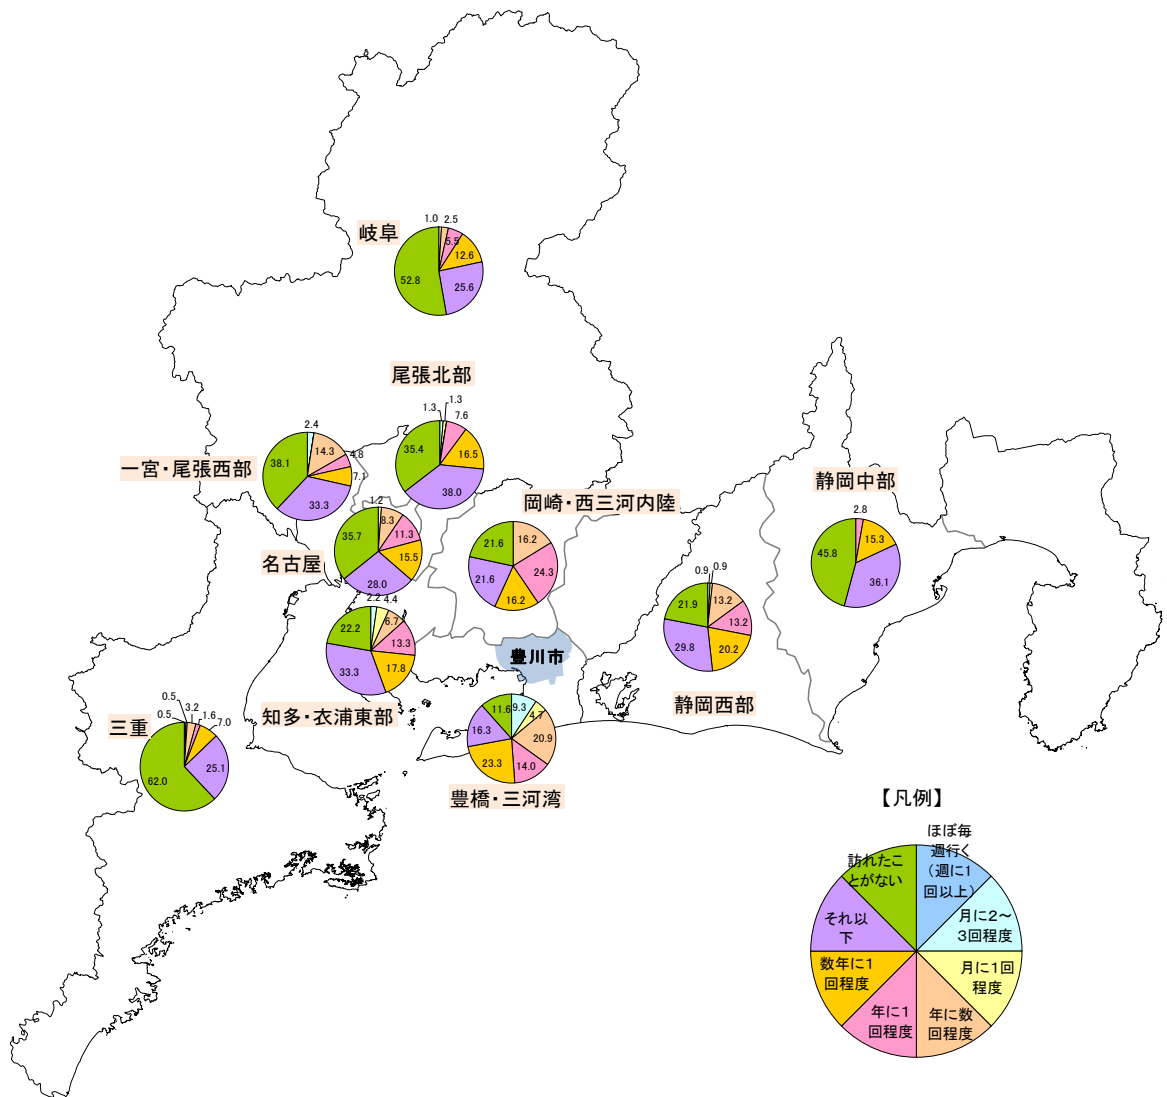 岐阜
1.0
2.5
5.5
12.6
25.6
52.8
尾張北部
1.3
1.3
7.6
16.5
38.0
35.4
一宮・尾張西部
2.4
14.3
4.8
7.1
33.3
38.1
名古屋
1.2
8.3
11.3
15.5
28.0
35.7
岡崎・西三河内陸
16.2
24.3
16.2
21.6
21.6
静岡中部
2.8
15.3
36.1
45.8
静岡西部
0.9
0.9
13.2
13.2
20.2
29.8
21.9
知多・衣浦東部
2.2
4.4
6.7
13.3
17.8
33.3
22.2
豊川市
豊橋・三河湾
9.3
4.7
20.9
14.0
23.3
16.3
11.6
三重
0.5
0.5
3.2
1.6
7.0
25.1
62.0
【凡例】
ほぼ毎
週行く
（週に1
回以上）
月に2～
3回程度
月に1回
程度
年に数
回程度
年に1
回程度
数年に1
回程度
それ以
下
訪れたこ
とがない